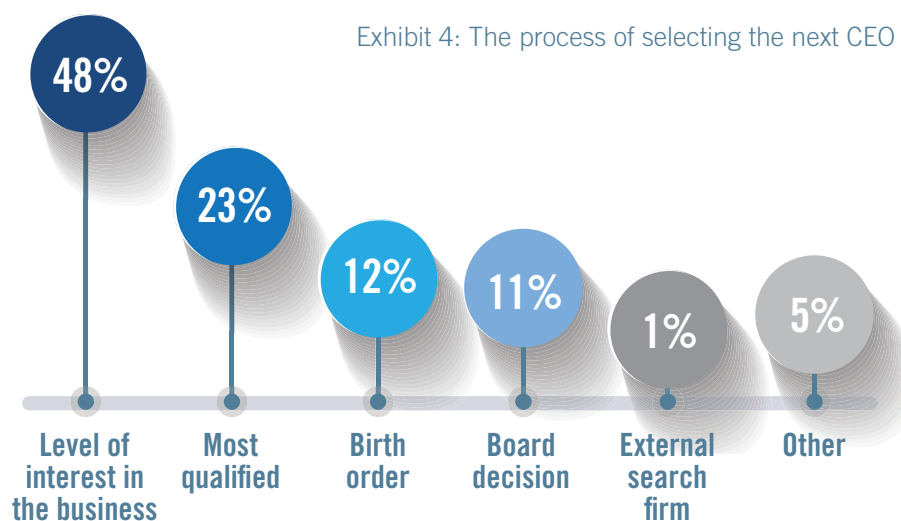 Exhibit 4: The process of selecting the next CEO
48%
23%
12%
11%
1%
5%
Level of
interest in
the business
Most
qualified
Birth
order
Board
decision
External
search
firm
Other